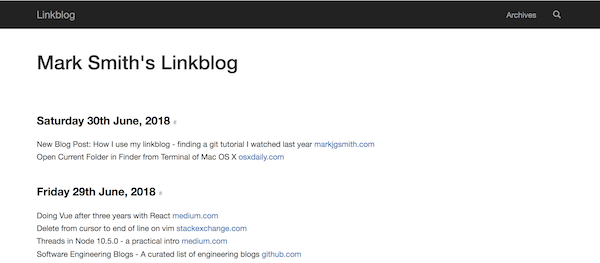 Linkblog Archives
Mark Smith's Linkblog
Saturday 30th June, 2018 #
New Blog Post: How I use my linkblog - finding a git tutorial I watched last year markjgsmith.com
Open Current Folder in Finder from Terminal of Mac OS X osxdaily.com
Friday 29th June, 2018 #
Doing Vue after three years with React medium.com
Delete from cursor to end of line on vim stackexchange.com
Threads in Node 10.5.0 - a practical intro medium.com
Software Engineering Blogs - A curated list of engineering blogs github.com